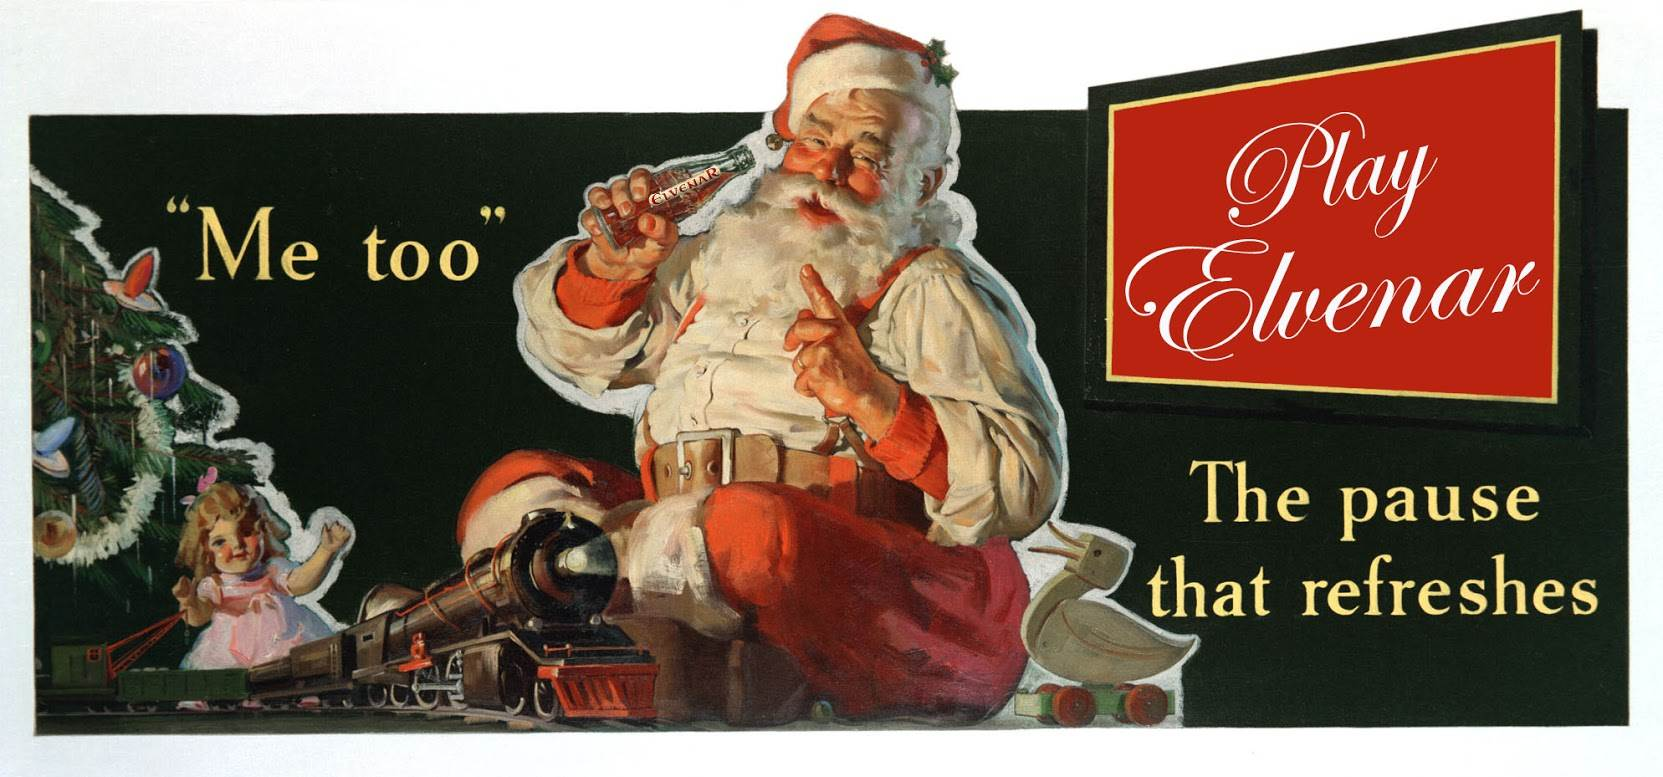 "Me too"
ELVENAR
Play
Elvenar
The pause
that refreshes